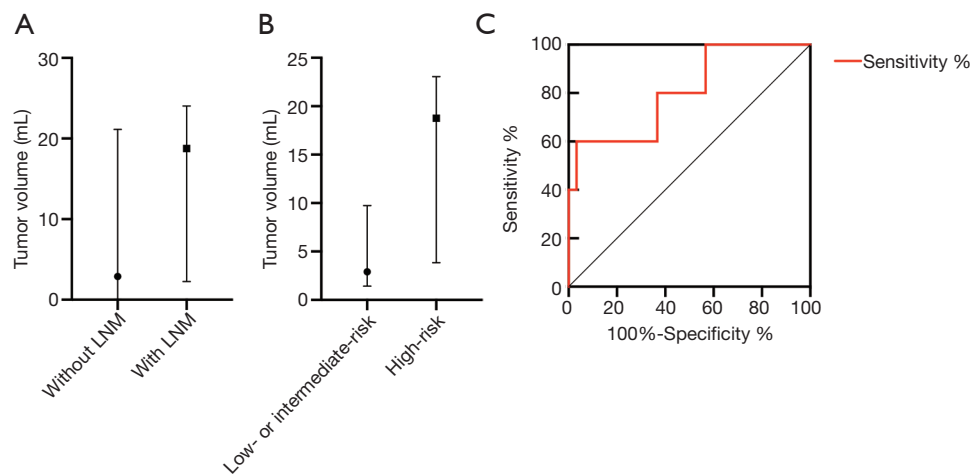 A
Tumor volume (mL)
30
20
10
0
Without LNM
With LNM
B
Tumor volume (mL)
25
20
15
10
5
0
Low- or intermediate-risk
High-risk
C
Sensitivity %
100
80
60
40
20
0
0 20 40 60 80 100
100%-Specificity %
Sensitivity %